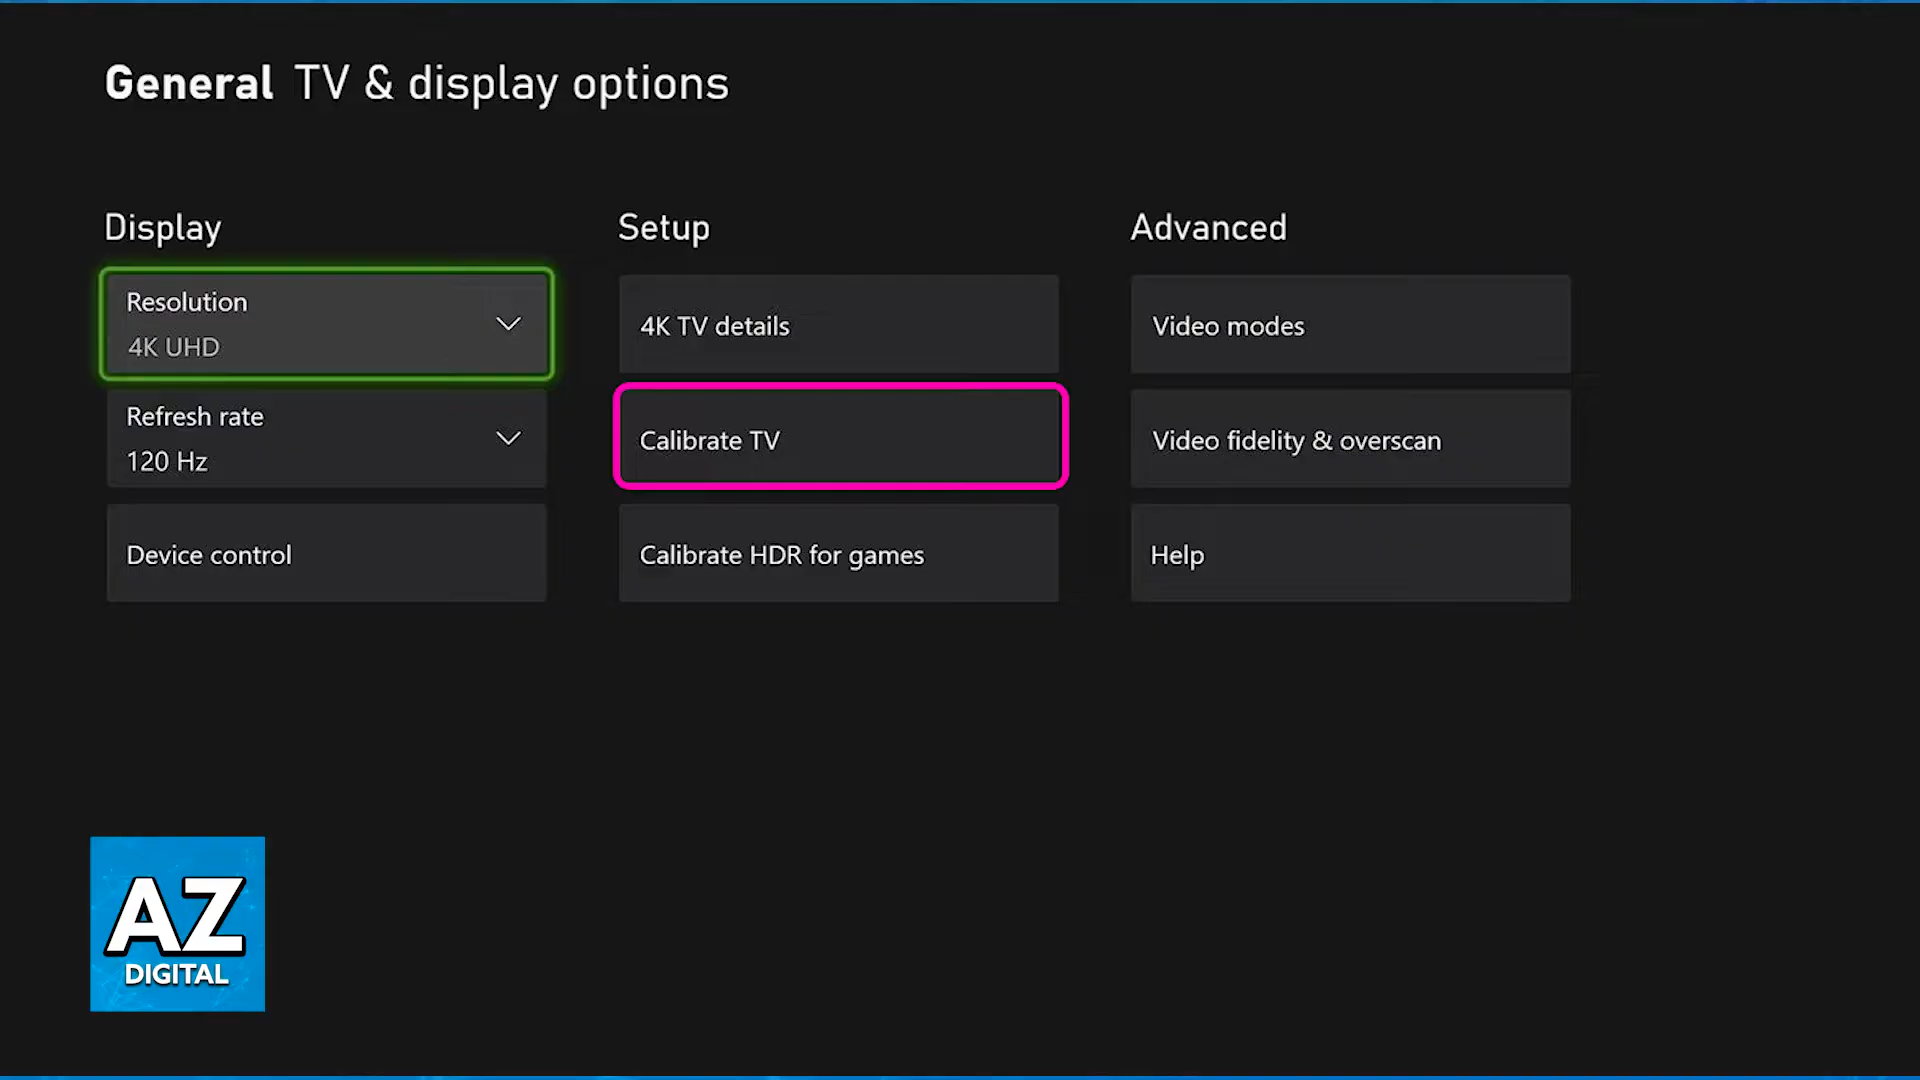 General TV & display options
Display
Resolution
4K UHD
Refresh rate
120 Hz
Device control
Setup
4K TV details
Calibrate TV
Calibrate HDR for games
Advanced
Video modes
Video fidelity & overscan
Help
AZ
DIGITAL